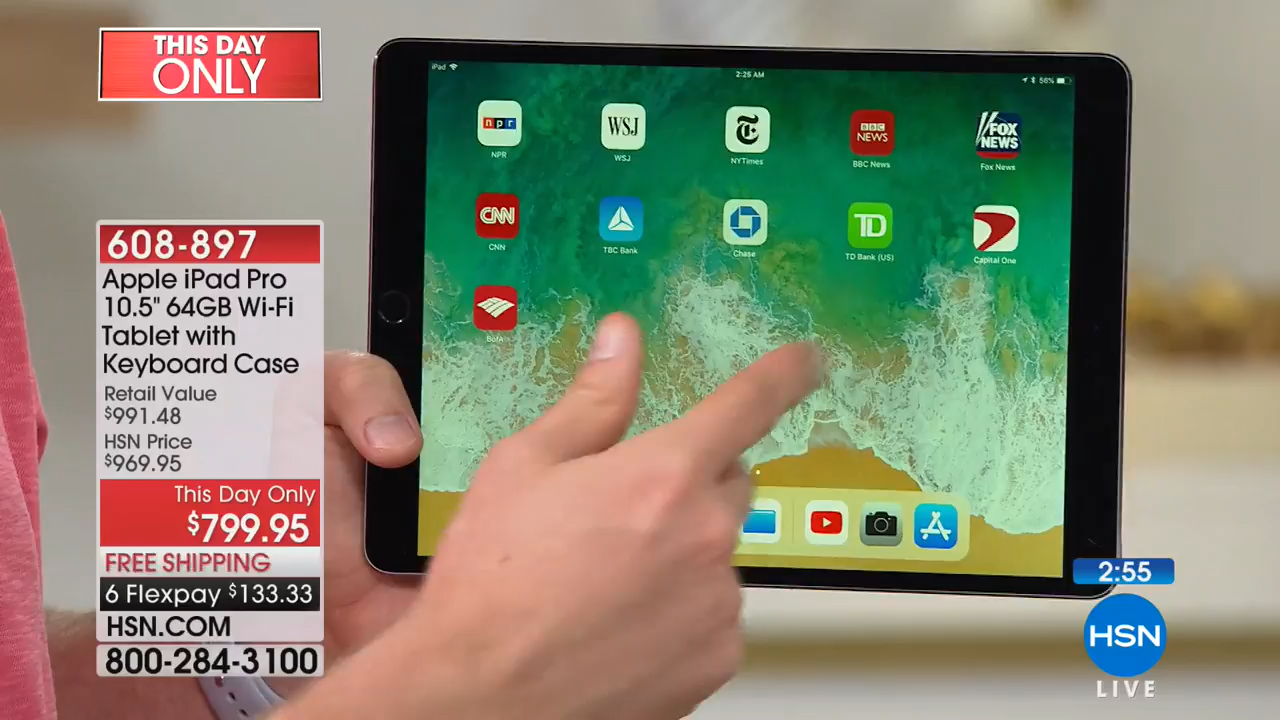 THIS DAY
ONLY
608-897
Apple iPad Pro
10.5" 64GB Wi-Fi
Tablet with
Keyboard Case
Retail Value
$991.48
HSN Price
$969.95
This Day Only
$799.95
FREE SHIPPING
6 Flexpay $133.33
HSN.COM
800-284-3100
iPad
2:25 AM
56%
npr
WSJ
T
BBC
NEWS
FOX
NEWS
NPR
WSJ
NYTimes
BBC News
Fox News
CNN
TD
CNN
TBC Bank
Chase
TD Bank (US)
Capital One
BofA
2:55
HSN
LIVE